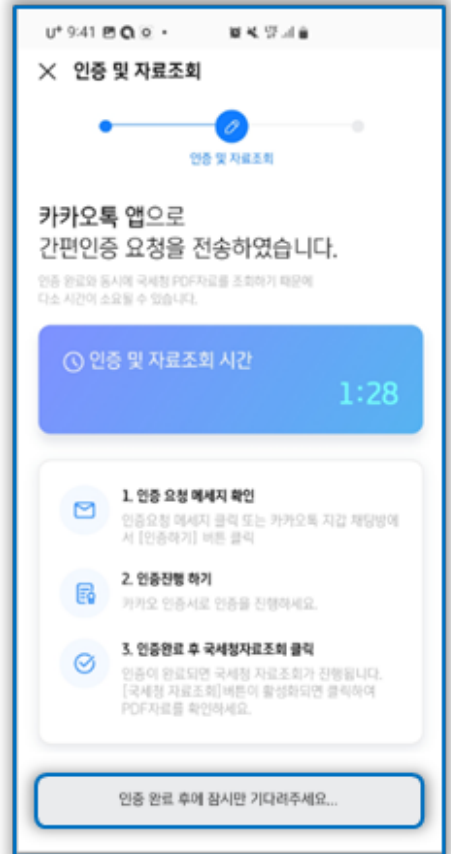 U+ 9:41
인증 및 자료조회
인증 및 자료조회
카카오톡 앱으로
간편인증 요청을 전송하였습니다.
인증 완료와 동시에 국세청 PDF자료를 조회하기 때문에
다소 시간이 소요될 수 있습니다.
인증 및 자료조회 시간
1:28
1. 인증 요청 메세지 확인
인증요청 메세지 클릭 또는 카카오톡 지갑 채팅방에
서 [인증하기] 버튼 클릭
2. 인증진행 하기
카카오 인증서로 인증을 진행하세요.
3. 인증완료 후 국세청자료조회 클릭
인증이 완료되면 국세청 자료조회가 진행됩니다.
[국세청 자료조회]버튼이 활성화되면 클릭하여
PDF자료를 확인하세요.
인증 완료 후에 잠시만 기다려주세요...